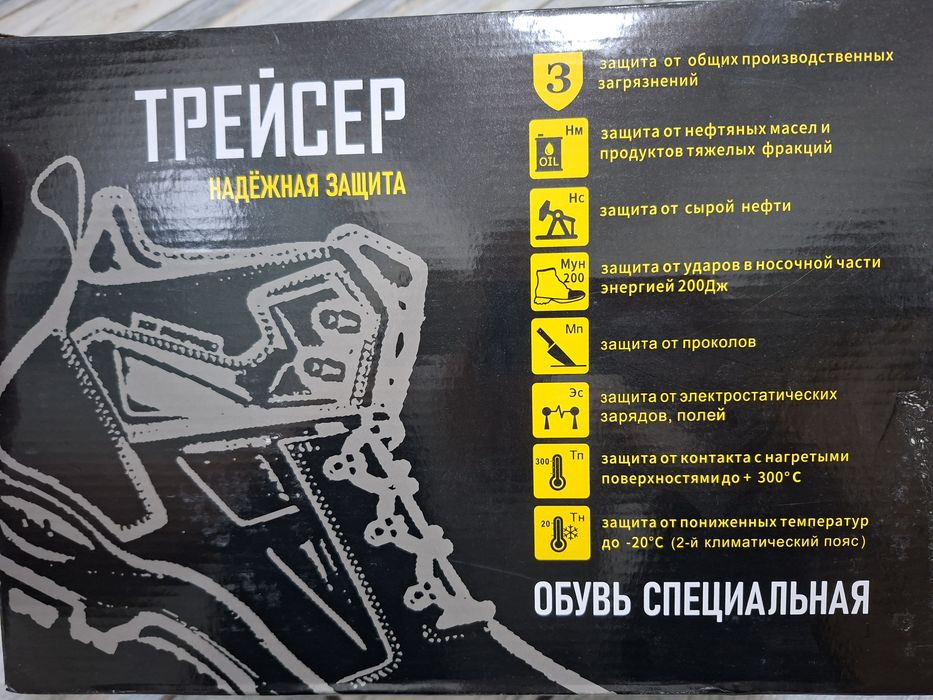 ТРЕЙСЕР
НАДЁЖНАЯ ЗАЩИТА
З
защита от общих производственных
загрязнений
Нм
OIL
защита от нефтяных масел и
продуктов тяжелых фракций
Нс
защита от сырой нефти
Мун
200
защита от ударов в носочной части
энергией 200Дж
Мп
защита от проколов
Эс
защита от электростатических
зарядов, полей
300 Тп
защита от контакта с нагретыми
поверхностями до + 300°С
20 Тн
защита от пониженных температур
до -20°С (2-й климатический пояс)
ОБУВЬ СПЕЦИАЛЬНАЯ